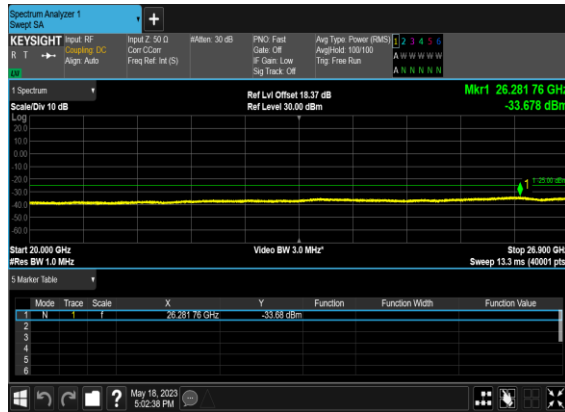 Spectrum Analyzer 1
Swept SA
+
KEYSIGHT Input: RF Input Z: 50 Ω #Atten: 30 dB PNO: Fast Avg Type: Power (RMS) 1 2 3 4 5 6
R T Coupling: DC Corr CCorr Gate: Off Avg|Hold: 100/100 A W W W W W
Align: Auto Freq Ref: Int (S) IF Gain: Low Trig: Free Run
Sig Track: Off A N N N N N
LW
1 Spectrum Ref Lvl Offset 18.37 dB Mkr1 26.281 76 GHz
Scale/Div 10 dB Ref Level 30.00 dBm -33.678 dBm
Log
20.0
10.0
0.00
-10.0
-20.0
1 -25.00 dBm
-30.0 1
-40.0
-50.0
-60.0
Start 20.000 GHz Video BW 3.0 MHz* Stop 26.900 GHz
#Res BW 1.0 MHz Sweep 13.3 ms (40001 pts)
5 Marker Table
Mode Trace Scale X Y Function Function Width Function Value
1 N 1 f 26.281 76 GHz -33.68 dBm
2
3
4
5
6
? May 18, 2023
5:02:38 PM